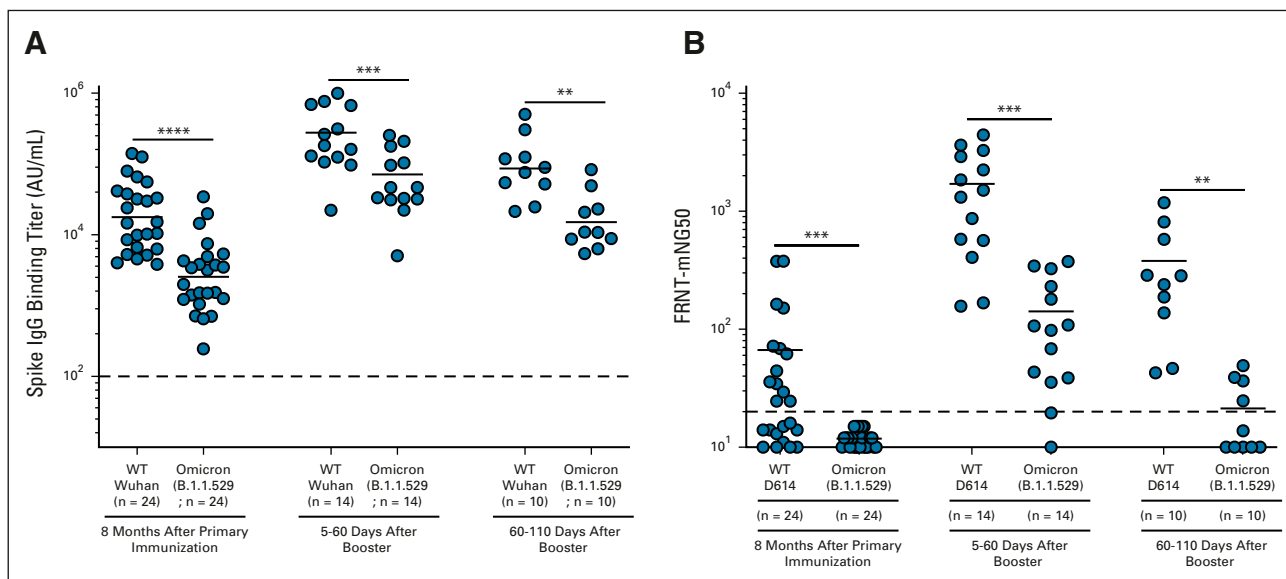 A
Spike IgG Binding Titer (AU/mL)
10⁶
10⁴
10²
****
***
**
WT
Wuhan
(n = 24)
Omicron
(B.1.1.529
; n = 24)
WT
Wuhan
(n = 14)
Omicron
(B.1.1.529
; n = 14)
WT
Wuhan
(n = 10)
Omicron
(B.1.1.529
; n = 10)
8 Months After Primary
Immunization
5-60 Days After
Booster
60-110 Days After
Booster
B
FRNT-mNG50
10⁴
10³
10²
10¹
***
***
**
WT
D614
Omicron
(B.1.1.529)
WT
D614
Omicron
(B.1.1.529)
WT
D614
Omicron
(B.1.1.529)
(n = 24)
(n = 24)
(n = 14)
(n = 14)
(n = 10)
(n = 10)
8 Months After Primary
Immunization
5-60 Days After
Booster
60-110 Days After
Booster